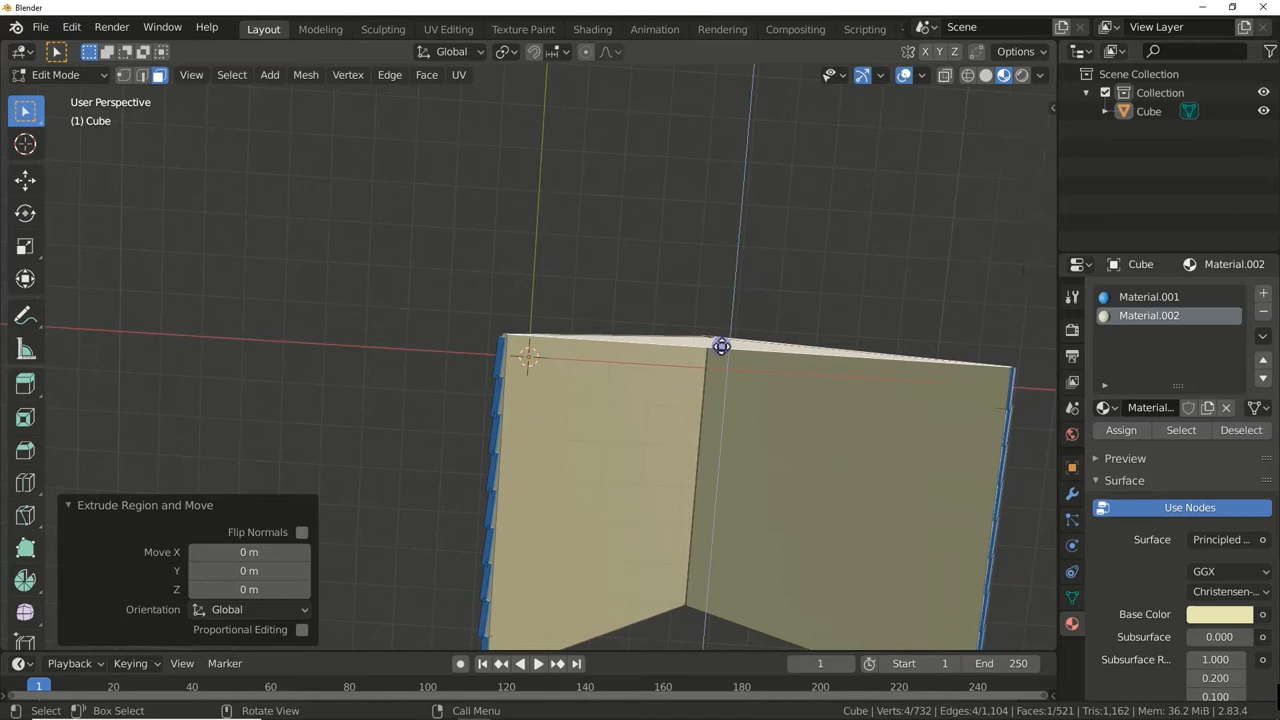 Blender
File Edit Render Window Help Layout Modeling Sculpting UV Editing Texture Paint Shading Animation Rendering Compositing Scripting Scene View Layer
Global X Y Z Options
Edit Mode View Select Add Mesh Vertex Edge Face UV
Scene Collection
Collection
Cube
User Perspective
(1) Cube
Cube Material.002
Material.001
Material.002
Material...
Assign Select Deselect
Preview
Surface
Use Nodes
Surface Principled ...
GGX
Christensen-...
Base Color
Subsurface 0.000
Subsurface R... 1.000
0.200
0.100
Extrude Region and Move
Flip Normals
Move X 0 m
Y 0 m
Z 0 m
Orientation Global
Proportional Editing
Playback Keying View Marker 1 Start 1 End 250
1 20 40 60 80 100 120 140 160 180 200 220 240
Select Box Select Rotate View Call Menu Cube | Verts:4/732 | Edges:4/1,104 | Faces:1/521 | Tris:1,162 | Mem: 36.2 MiB | 2.83.4